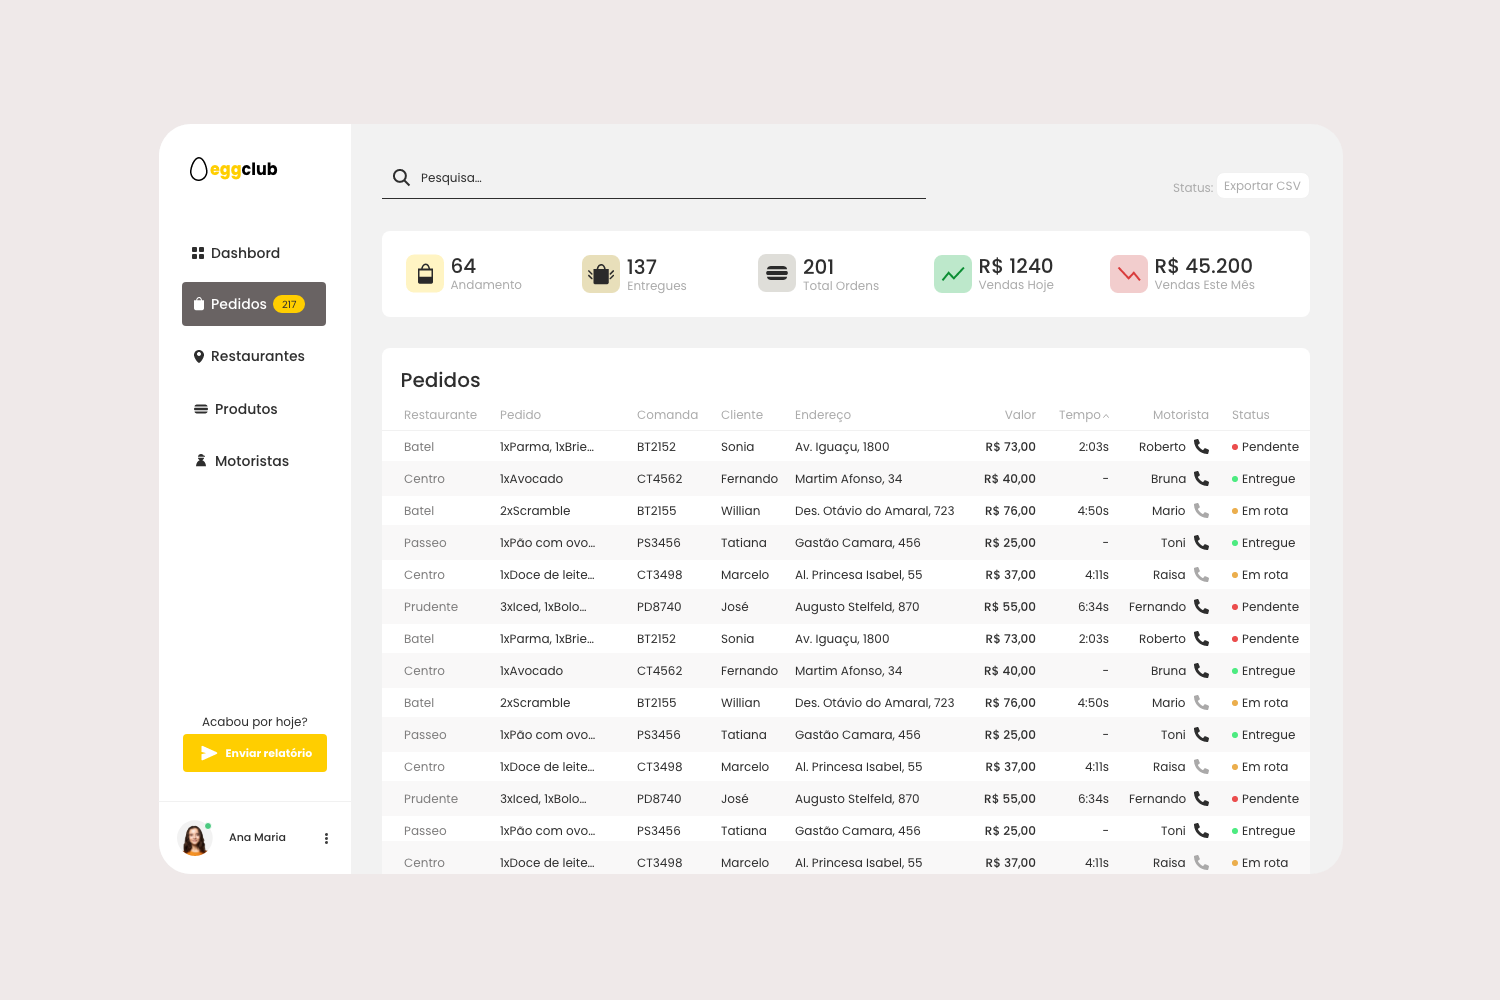 eggclub
Dashbord
Pedidos 217
Restaurantes
Produtos
Motoristas
Acabou por hoje?
Enviar relatório
Ana Maria
Pesquisa...
Status: Exportar CSV
64
Andamento
137
Entregues
201
Total Ordens
R$ 1240
Vendas Hoje
R$ 45.200
Vendas Este Mês
Pedidos
Restaurante Pedido Comanda Cliente Endereço Valor Tempo Motorista Status
Batel 1xParma, 1xBrie... BT2152 Sonia Av. Iguaçu, 1800 R$ 73,00 2:03s Roberto Pendente
Centro 1xAvocado CT4562 Fernando Martim Afonso, 34 R$ 40,00 - Bruna Entregue
Batel 2xScramble BT2155 Willian Des. Otávio do Amaral, 723 R$ 76,00 4:50s Mario Em rota
Passeo 1xPão com ovo... PS3456 Tatiana Gastão Camara, 456 R$ 25,00 - Toni Entregue
Centro 1xDoce de leite... CT3498 Marcelo Al. Princesa Isabel, 55 R$ 37,00 4:11s Raisa Em rota
Prudente 3xIced, 1xBolo... PD8740 José Augusto Stelfeld, 870 R$ 55,00 6:34s Fernando Pendente
Batel 1xParma, 1xBrie... BT2152 Sonia Av. Iguaçu, 1800 R$ 73,00 2:03s Roberto Pendente
Centro 1xAvocado CT4562 Fernando Martim Afonso, 34 R$ 40,00 - Bruna Entregue
Batel 2xScramble BT2155 Willian Des. Otávio do Amaral, 723 R$ 76,00 4:50s Mario Em rota
Passeo 1xPão com ovo... PS3456 Tatiana Gastão Camara, 456 R$ 25,00 - Toni Entregue
Centro 1xDoce de leite... CT3498 Marcelo Al. Princesa Isabel, 55 R$ 37,00 4:11s Raisa Em rota
Prudente 3xIced, 1xBolo... PD8740 José Augusto Stelfeld, 870 R$ 55,00 6:34s Fernando Pendente
Passeo 1xPão com ovo... PS3456 Tatiana Gastão Camara, 456 R$ 25,00 - Toni Entregue
Centro 1xDoce de leite... CT3498 Marcelo Al. Princesa Isabel, 55 R$ 37,00 4:11s Raisa Em rota